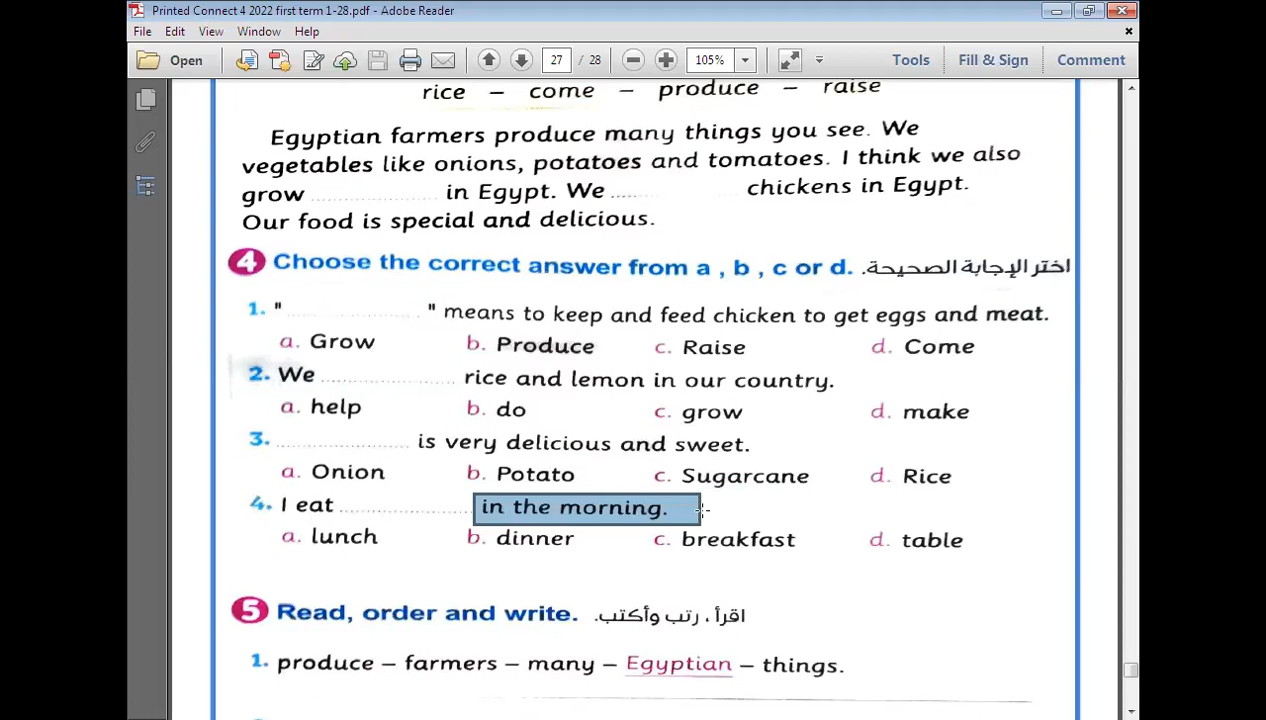 Printed Connect 4 2022 first term 1-28.pdf - Adobe Reader
File Edit View Window Help
Open 27 / 28 105% Tools Fill & Sign Comment
rice – come – produce – raise
Egyptian farmers produce many things you see. We
vegetables like onions, potatoes and tomatoes. I think we also
grow .......... in Egypt. We .......... chickens in Egypt.
Our food is special and delicious.
4 Choose the correct answer from a , b , c or d. اختر الإجابة الصحيحة.
1. " .......... " means to keep and feed chicken to get eggs and meat.
a. Grow b. Produce c. Raise d. Come
2. We .......... rice and lemon in our country.
a. help b. do c. grow d. make
3. .......... is very delicious and sweet.
a. Onion b. Potato c. Sugarcane d. Rice
4. I eat .......... in the morning.
a. lunch b. dinner c. breakfast d. table
5 Read, order and write. اقرأ ، رتب وأكتب.
1. produce – farmers – many – Egyptian – things.